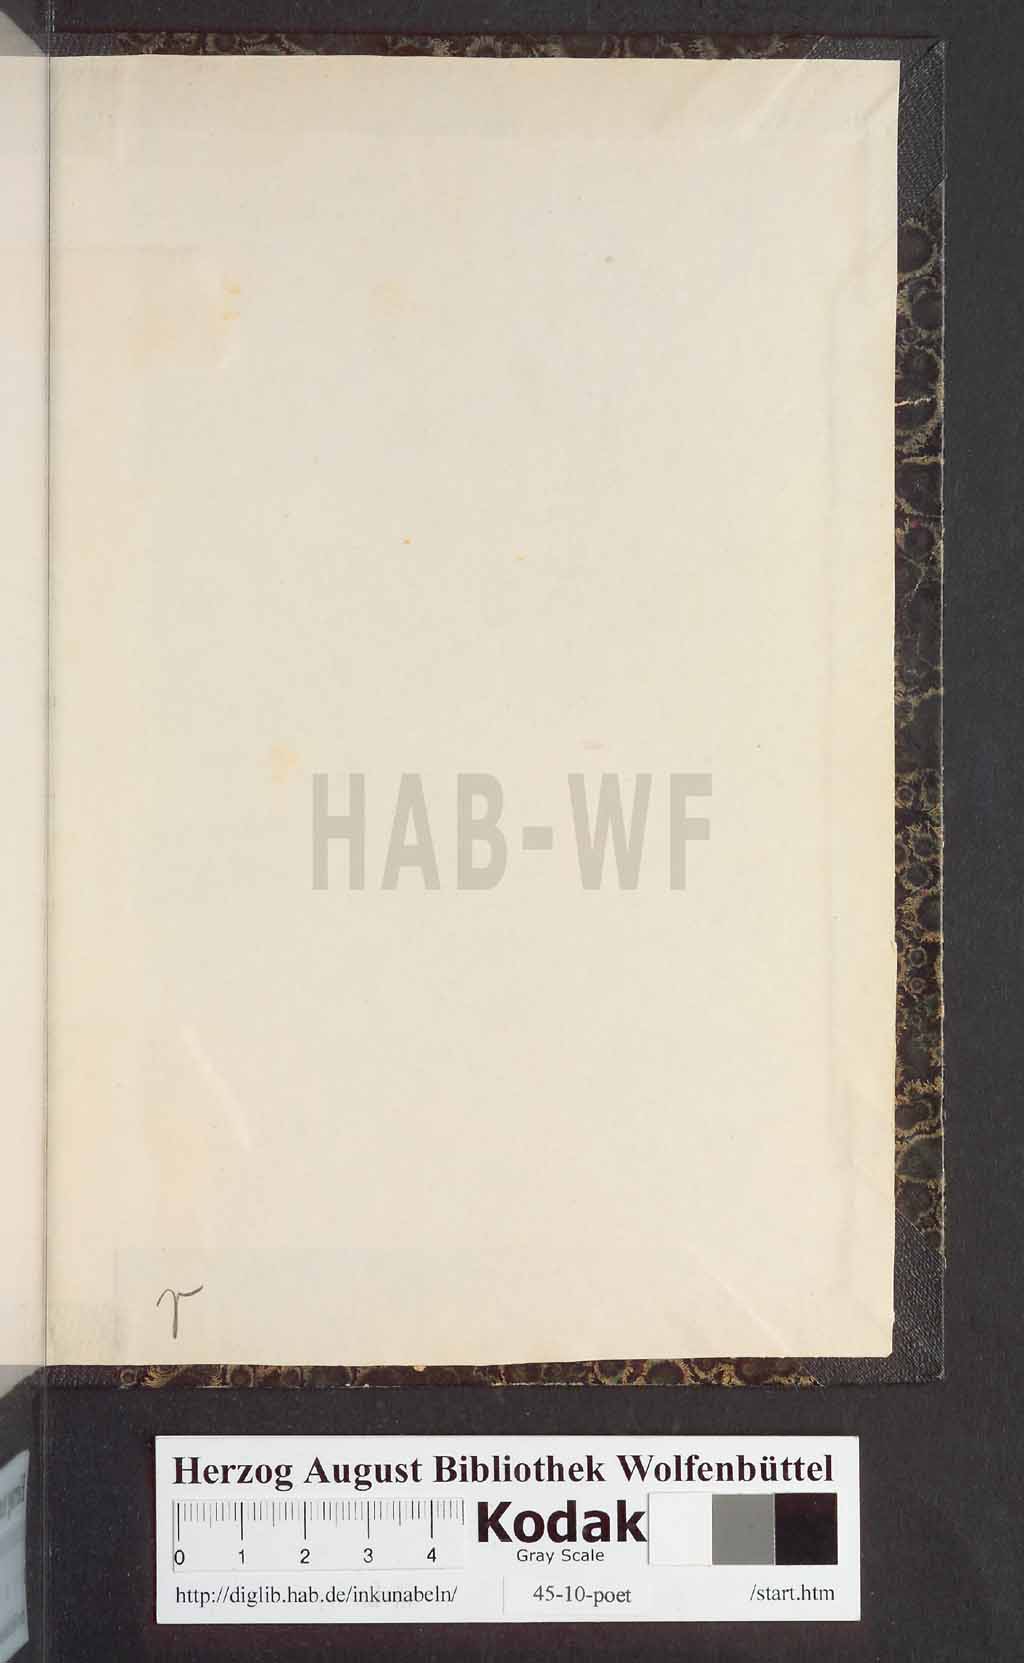 HAB-WF
r
Herzog August Bibliothek Wolfenbüttel
Kodak
Gray Scale
0 1 2 3 4
http://diglib.hab.de/inkunabeln/ 45-10-poet /start.htm